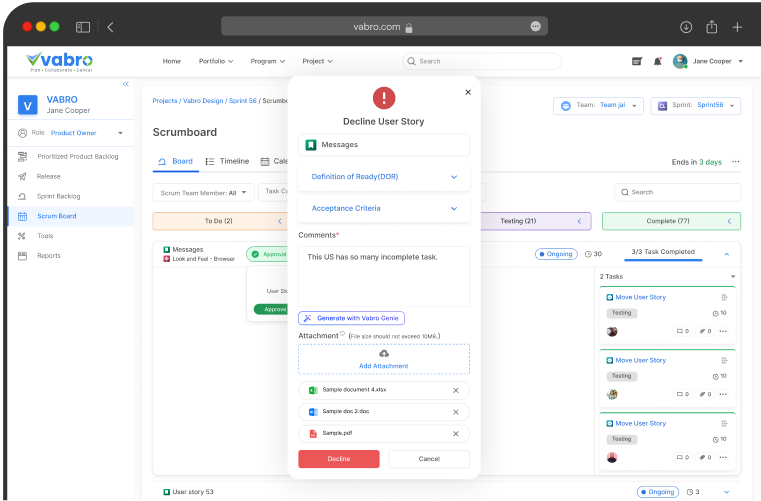 vabro.com
vabro
Plan • Collaborate • Deliver
Home
Portfolio
Program
Project
Search
Jane Cooper
V
VABRO
Jane Cooper
Role
Product Owner
Prioritized Product Backlog
Release
Sprint Backlog
Scrum Board
Tools
Reports
Projects / Vabro Design / Sprint 56 /
Team: Team jai
Sprint: Sprint56
Scrumboard
Board
Timeline
Ends in 3 days
Scrum Team Member: All
Search
To Do (2)
Testing (21)
Complete (77)
Messages
Look and Feel - Browser
Approval
Ongoing
30
3/3 Task Completed
Approve
2 Tasks
Move User Story
Testing
10
0
0
Move User Story
Testing
10
0
0
Move User Story
Testing
10
0
0
User story 53
Ongoing
3
Decline User Story
Messages
Definition of Ready(DOR)
Acceptance Criteria
Comments*
This US has so many incomplete task.
Generate with Vabro Genie
Attachment (File size should not exceed 10MB.)
Add Attachment
Sample document 4.xlsx
Sample doc 2.doc
Sample.pdf
Decline
Cancel